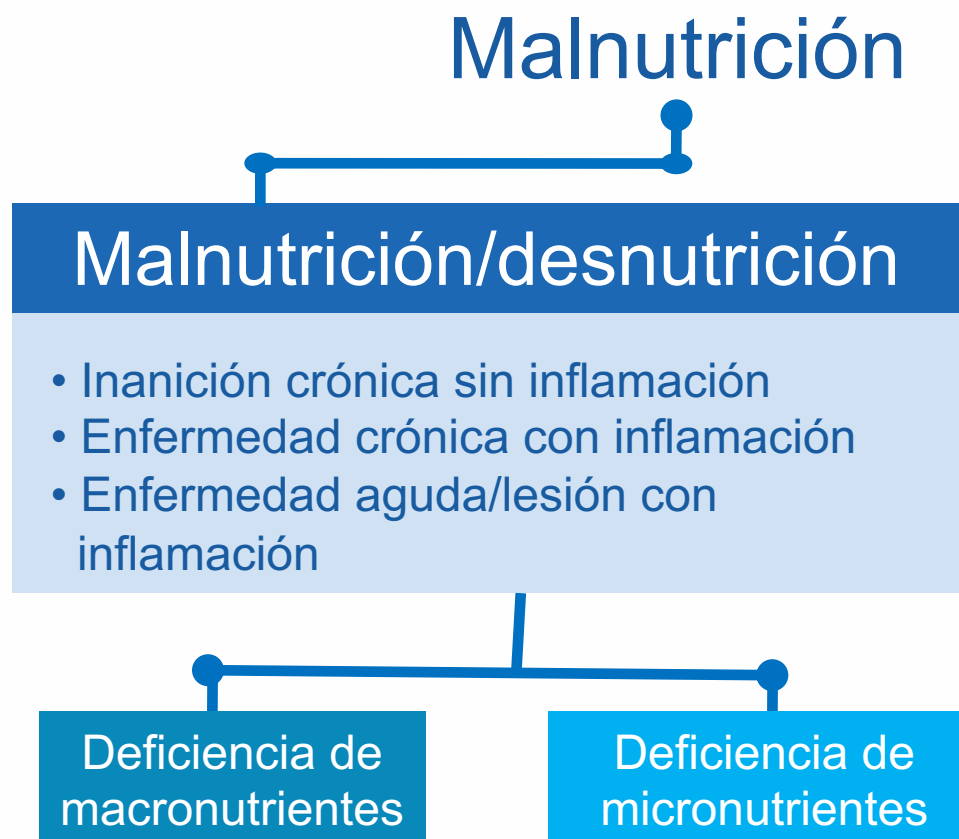 Malnutrición
Malnutrición/desnutrición
• Inanición crónica sin inflamación
• Enfermedad crónica con inflamación
• Enfermedad aguda/lesión con
inflamación
Deficiencia de
macronutrientes
Deficiencia de
micronutrientes